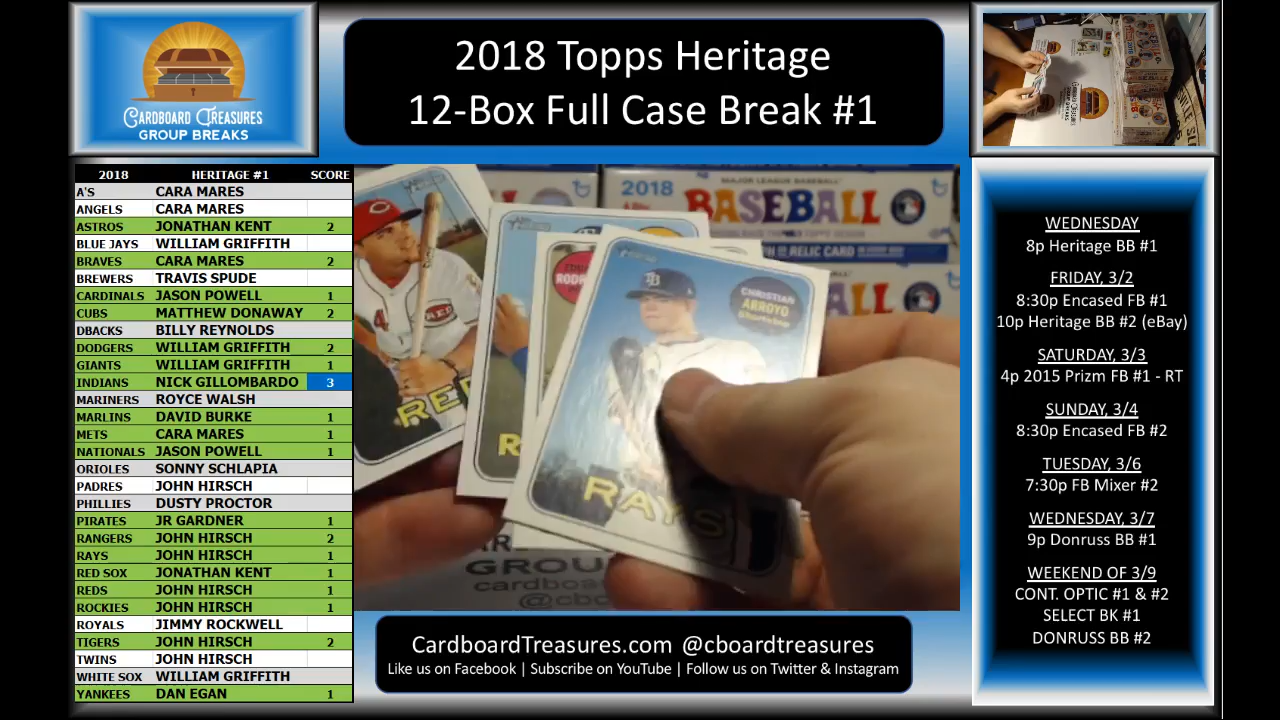 CARDBOARD TREASURES
GROUP BREAKS
2018 Topps Heritage
12-Box Full Case Break #1
2018 HERITAGE #1 SCORE
A'S CARA MARES
ANGELS CARA MARES
ASTROS JONATHAN KENT 2
BLUE JAYS WILLIAM GRIFFITH
BRAVES CARA MARES 2
BREWERS TRAVIS SPUDE
CARDINALS JASON POWELL 1
CUBS MATTHEW DONAWAY 2
DBACKS BILLY REYNOLDS
DODGERS WILLIAM GRIFFITH 2
GIANTS WILLIAM GRIFFITH 1
INDIANS NICK GILLOMBARDO 3
MARINERS ROYCE WALSH
MARLINS DAVID BURKE 1
METS CARA MARES 1
NATIONALS JASON POWELL 1
ORIOLES SONNY SCHLAPIA
PADRES JOHN HIRSCH
PHILLIES DUSTY PROCTOR
PIRATES JR GARDNER 1
RANGERS JOHN HIRSCH 2
RAYS JOHN HIRSCH 1
RED SOX JONATHAN KENT 1
REDS JOHN HIRSCH 1
ROCKIES JOHN HIRSCH 1
ROYALS JIMMY ROCKWELL
TIGERS JOHN HIRSCH 2
TWINS JOHN HIRSCH
WHITE SOX WILLIAM GRIFFITH
YANKEES DAN EGAN 1
MAJOR LEAGUE BASEBALL
2018
BASEBALL
RELIC CARD
CHRISTIAN
ARROYO
Shortstop
RAYS
RED
GROUP
WEDNESDAY
8p Heritage BB #1
FRIDAY, 3/2
8:30p Encased FB #1
10p Heritage BB #2 (eBay)
SATURDAY, 3/3
4p 2015 Prizm FB #1 - RT
SUNDAY, 3/4
8:30p Encased FB #2
TUESDAY, 3/6
7:30p FB Mixer #2
WEDNESDAY, 3/7
9p Donruss BB #1
WEEKEND OF 3/9
CONT. OPTIC #1 & #2
SELECT BK #1
DONRUSS BB #2
CardboardTreasures.com @cboardtreasures
Like us on Facebook | Subscribe on YouTube | Follow us on Twitter & Instagram